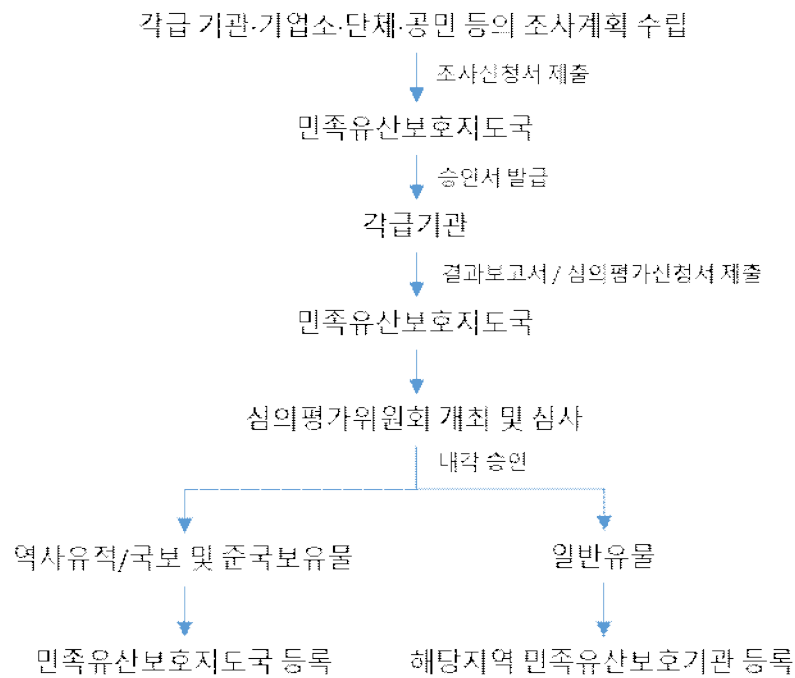 각급 기관·기업소·단체·공민 등의 조사계획 수립
조사신청서 제출
민족유산보호지도국
승인서 발급
각급기관
결과보고서 / 심의평가신청서 제출
민족유산보호지도국
심의평가위원회 개최 및 심사
내각 승인
역사유적/국보 및 준국보유물
일반유물
민족유산보호지도국 등록
해당지역 민족유산보호기관 등록